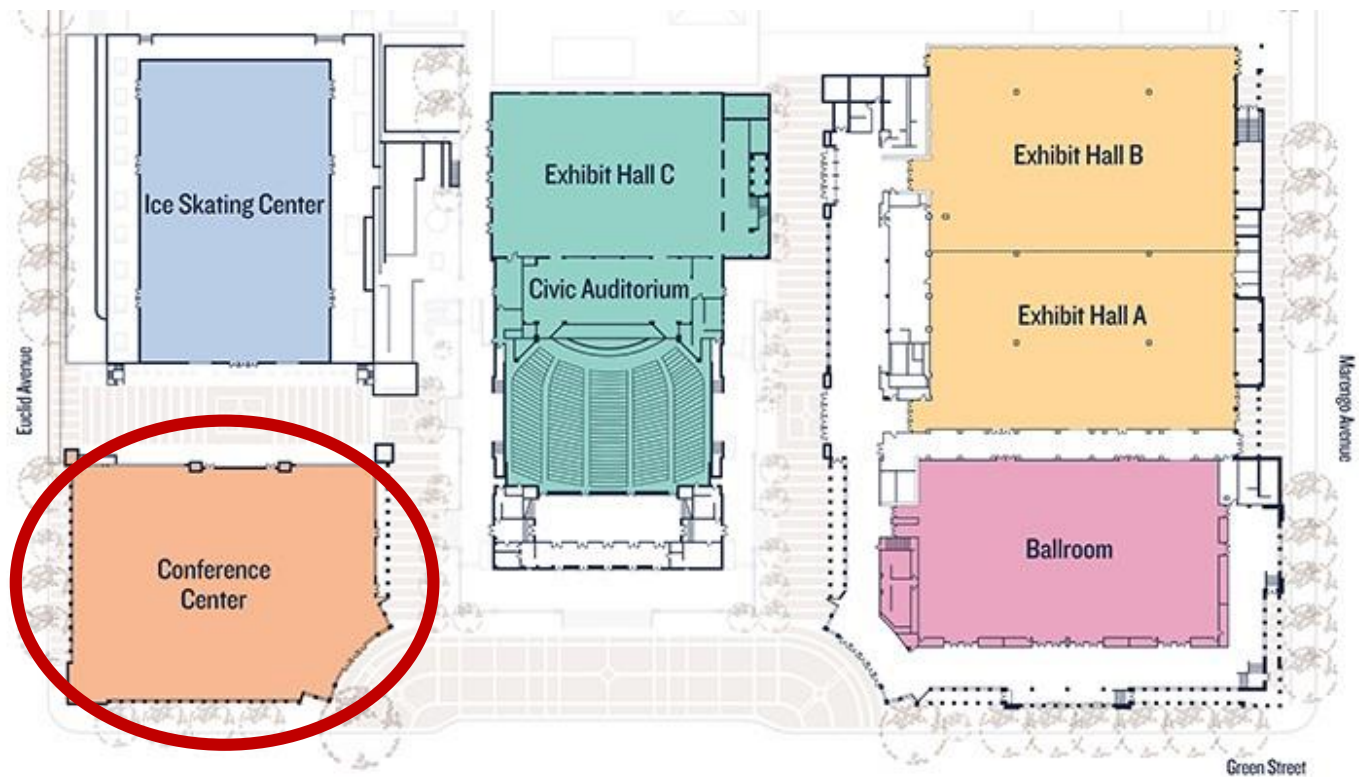 Ice Skating Center
Exhibit Hall C
Civic Auditorium
Exhibit Hall B
Exhibit Hall A
Euclid Avenue
Marengo Avenue
Conference
Center
Ballroom
Green Street